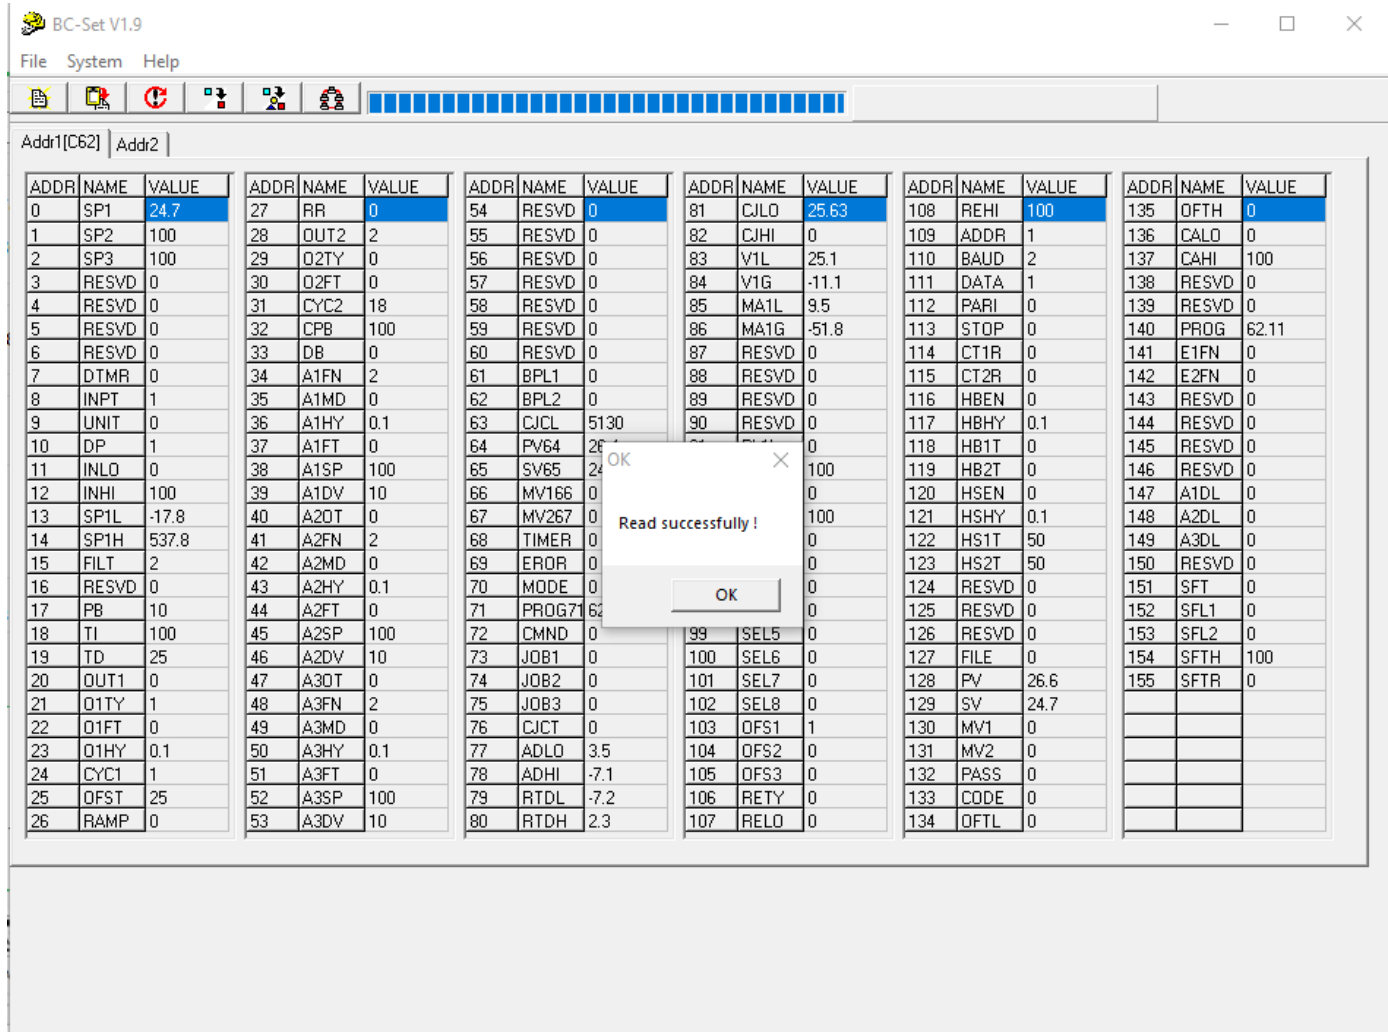 BC-Set V1.9
File System Help
Addr1[C62] Addr2
ADDR NAME VALUE ADDR NAME VALUE ADDR NAME VALUE ADDR NAME VALUE ADDR NAME VALUE ADDR NAME VALUE
0 SP1 24.7 27 RR 0 54 RESVD 0 81 CJLO 25.63 108 REHI 100 135 OFTH 0
1 SP2 100 28 OUT2 2 55 RESVD 0 82 CJHI 0 109 ADDR 1 136 CALO 0
2 SP3 100 29 O2TY 0 56 RESVD 0 83 V1L 25.1 110 BAUD 2 137 CAHI 100
3 RESVD 0 30 O2FT 0 57 RESVD 0 84 V1G -11.1 111 DATA 1 138 RESVD 0
4 RESVD 0 31 CYC2 18 58 RESVD 0 85 MA1L 9.5 112 PARI 0 139 RESVD 0
5 RESVD 0 32 CPB 100 59 RESVD 0 86 MA1G -51.8 113 STOP 0 140 PROG 62.11
6 RESVD 0 33 DB 0 60 RESVD 0 87 RESVD 0 114 CT1R 0 141 E1FN 0
7 DTMR 0 34 A1FN 2 61 BPL1 0 88 RESVD 0 115 CT2R 0 142 E2FN 0
8 INPT 1 35 A1MD 0 62 BPL2 0 89 RESVD 0 116 HBEN 0 143 RESVD 0
9 UNIT 0 36 A1HY 0.1 63 CJCL 5130 90 RESVD 0 117 HBHY 0.1 144 RESVD 0
10 DP 1 37 A1FT 0 64 PV64 0 118 HB1T 0 145 RESVD 0
11 INLO 0 38 A1SP 100 65 SV65 100 119 HB2T 0 146 RESVD 0
12 INHI 100 39 A1DV 10 66 MV166 0 0 120 HSEN 0 147 A1DL 0
13 SP1L -17.8 40 A2OT 0 67 MV267 0 100 121 HSHY 0.1 148 A2DL 0
14 SP1H 537.8 41 A2FN 2 68 TIMER 0 0 122 HS1T 50 149 A3DL 0
15 FILT 2 42 A2MD 0 69 EROR 0 0 123 HS2T 50 150 RESVD 0
16 RESVD 0 43 A2HY 0.1 70 MODE 0 0 124 RESVD 0 151 SFT 0
17 PB 10 44 A2FT 0 71 PROG71 0 125 RESVD 0 152 SFL1 0
18 TI 100 45 A2SP 100 72 CMND 0 99 SEL5 0 126 RESVD 0 153 SFL2 0
19 TD 25 46 A2DV 10 73 JOB1 0 100 SEL6 0 127 FILE 0 154 SFTH 100
20 OUT1 0 47 A3OT 0 74 JOB2 0 101 SEL7 0 128 PV 26.6 155 SFTR 0
21 O1TY 1 48 A3FN 2 75 JOB3 0 102 SEL8 0 129 SV 24.7
22 O1FT 0 49 A3MD 0 76 CJCT 0 103 OFS1 1 130 MV1 0
23 O1HY 0.1 50 A3HY 0.1 77 ADLO 3.5 104 OFS2 0 131 MV2 0
24 CYC1 1 51 A3FT 0 78 ADHI -7.1 105 OFS3 0 132 PASS 0
25 OFST 25 52 A3SP 100 79 RTDL -7.2 106 RETY 0 133 CODE 0
26 RAMP 0 53 A3DV 10 80 RTDH 2.3 107 RELO 0 134 OFTL 0
OK
Read successfully !
OK